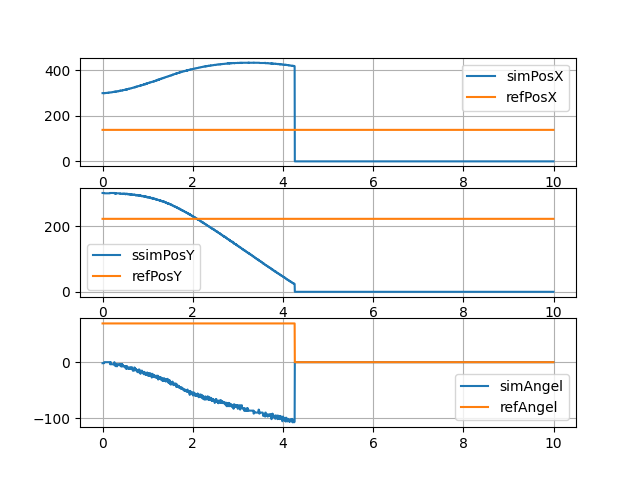 400
200
0
simPosX
refPosX
0 2 4 6 8 10
200
0
ssimPosY
refPosY
0 2 4 6 8 10
0
−100
simAngel
refAngel
0 2 4 6 8 10